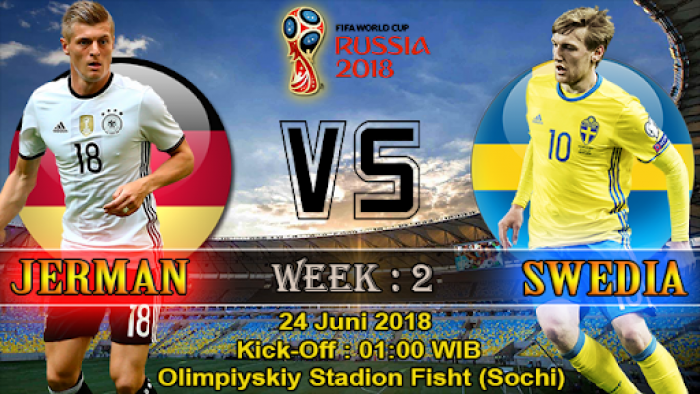 FIFA WORLD CUP
RUSSIA
2018
VS
18
10
JERMAN
WEEK : 2
SWEDIA
18
24 Juni 2018
Kick-Off : 01:00 WIB
Olimpiyskiy Stadion Fisht (Sochi)